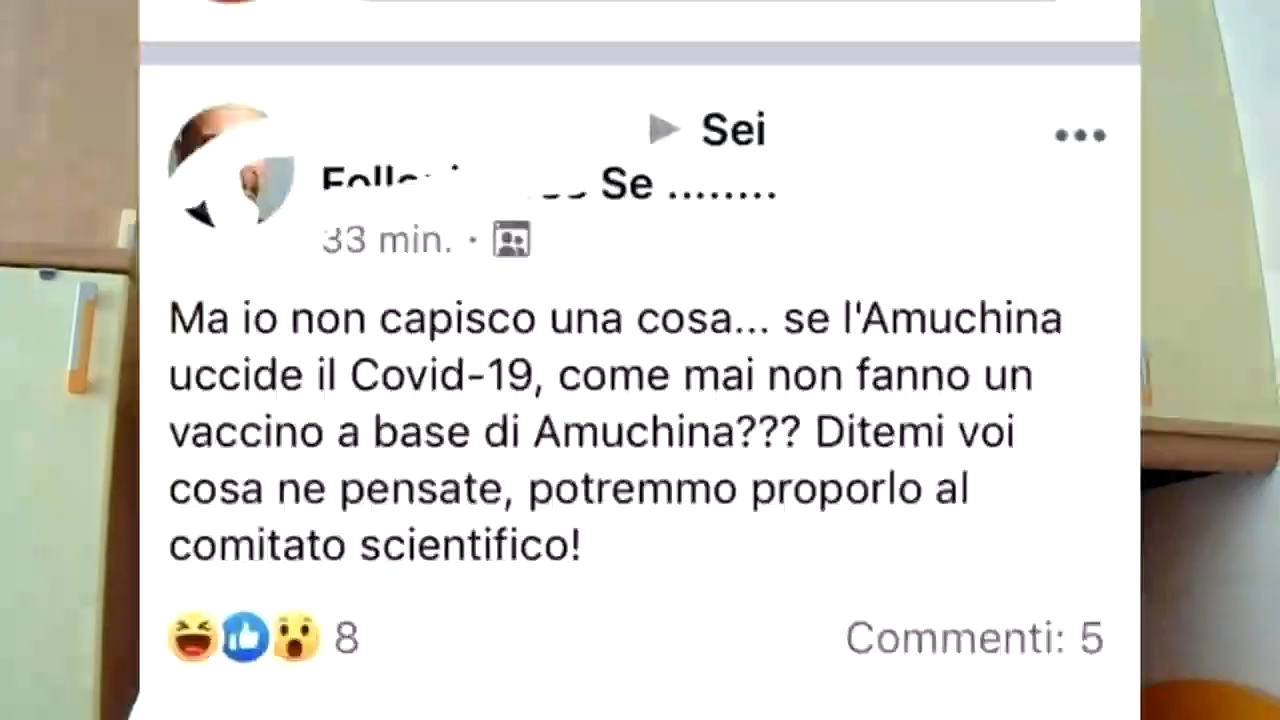 Sei
Se ........
33 min. ·
Ma io non capisco una cosa... se l'Amuchina
uccide il Covid-19, come mai non fanno un
vaccino a base di Amuchina??? Ditemi voi
cosa ne pensate, potremmo proporlo al
comitato scientifico!
8 Commenti: 5